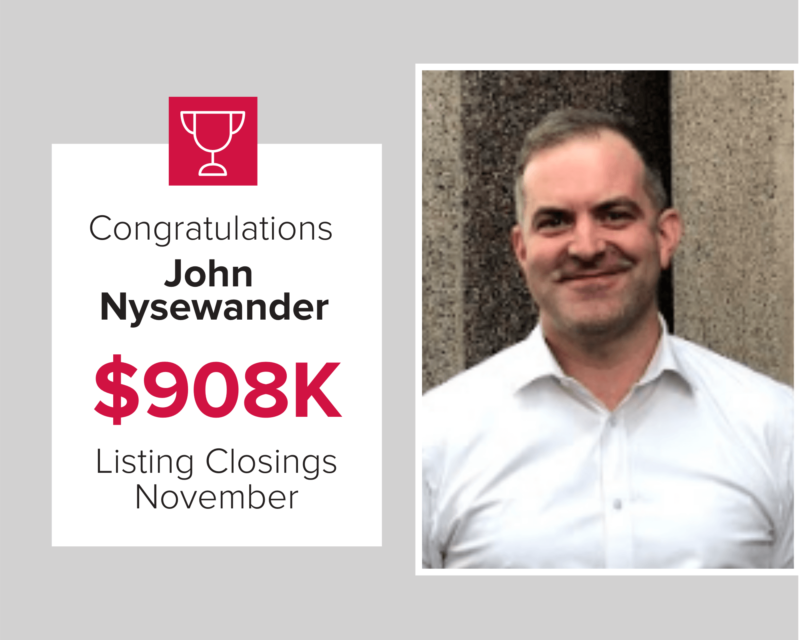 Congratulations
John
Nysewander
$908K
Listing Closings
November